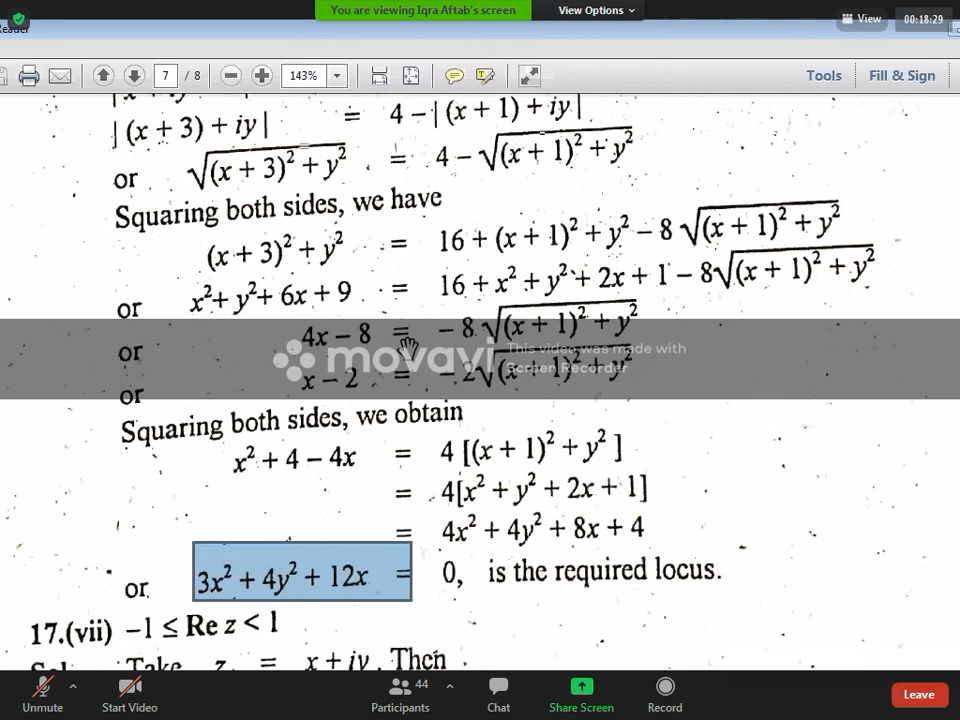 You are viewing Iqra Aftab's screen View Options View 00:18:29
7 / 8 143% Tools Fill & Sign
| (x + 3) + iy | = 4 − | (x + 1) + iy |
or √((x + 3)² + y²) = 4 − √((x + 1)² + y²)
Squaring both sides, we have
(x + 3)² + y² = 16 + (x + 1)² + y² − 8 √((x + 1)² + y²)
or x² + y² + 6x + 9 = 16 + x² + y² + 2x + 1 − 8√((x + 1)² + y²)
or 4x − 8 = − 8 √((x + 1)² + y²)
movavi This video was made with
Screen Recorder
or x − 2 = − 2√((x + 1)² + y²)
Squaring both sides, we obtain
x² + 4 − 4x = 4 [(x + 1)² + y² ]
= 4[x² + y² + 2x + 1]
= 4x² + 4y² + 8x + 4
or 3x² + 4y² + 12x = 0, is the required locus.
17.(vii) −1 ≤ Re z < 1
Take z = x + iy. Then
Unmute Start Video Participants 44 Chat Share Screen Record Leave